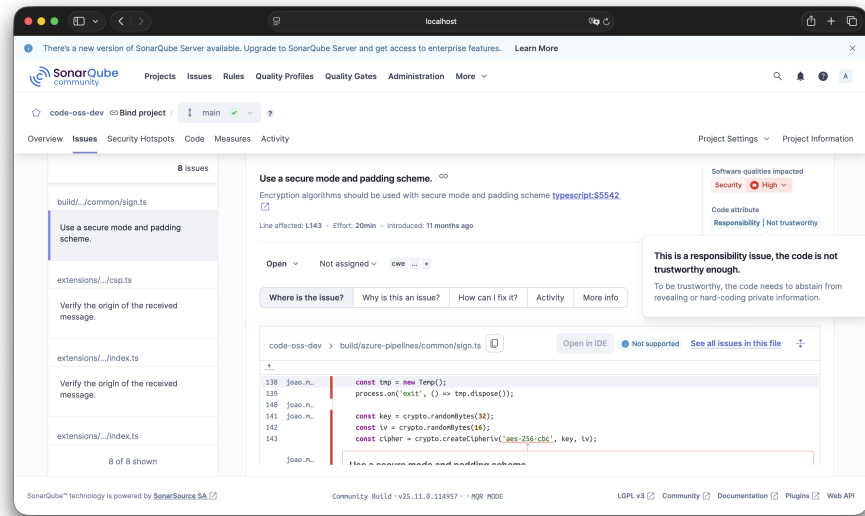 localhost
There's a new version of SonarQube Server available. Upgrade to SonarQube Server and get access to enterprise features. Learn More
SonarQube community Projects Issues Rules Quality Profiles Quality Gates Administration More A
code-oss-dev Bind project / main ?
Overview Issues Security Hotspots Code Measures Activity Project Settings Project Information
8 issues
build/.../common/sign.ts
Use a secure mode and padding
scheme.
extensions/.../csp.ts
Verify the origin of the received
message.
extensions/.../index.ts
Verify the origin of the received
message.
extensions/.../index.ts
8 of 8 shown
Use a secure mode and padding scheme.
Encryption algorithms should be used with secure mode and padding scheme typescript:S5542
Line affected: L143 • Effort: 20min • Introduced: 11 months ago
Software qualities impacted
Security High
Code attribute
Responsibility | Not trustworthy
This is a responsibility issue, the code is not
trustworthy enough.
To be trustworthy, the code needs to abstain from
revealing or hard-coding private information.
Open Not assigned cwe ... +
Where is the issue? Why is this an issue? How can I fix it? Activity More info
code-oss-dev > build/azure-pipelines/common/sign.ts Open in IDE Not supported See all issues in this file
138 joao.m… const tmp = new Temp();
139 process.on('exit', () => tmp.dispose());
140 joao.m…
141 joao.m… const key = crypto.randomBytes(32);
142 const iv = crypto.randomBytes(16);
143 const cipher = crypto.createCipheriv('aes-256-cbc', key, iv);
joao.m… Use a secure mode and padding scheme
SonarQube™ technology is powered by SonarSource SA Community Build - v25.11.0.114957 - - MQR MODE LGPL v3 Community Documentation Plugins Web API